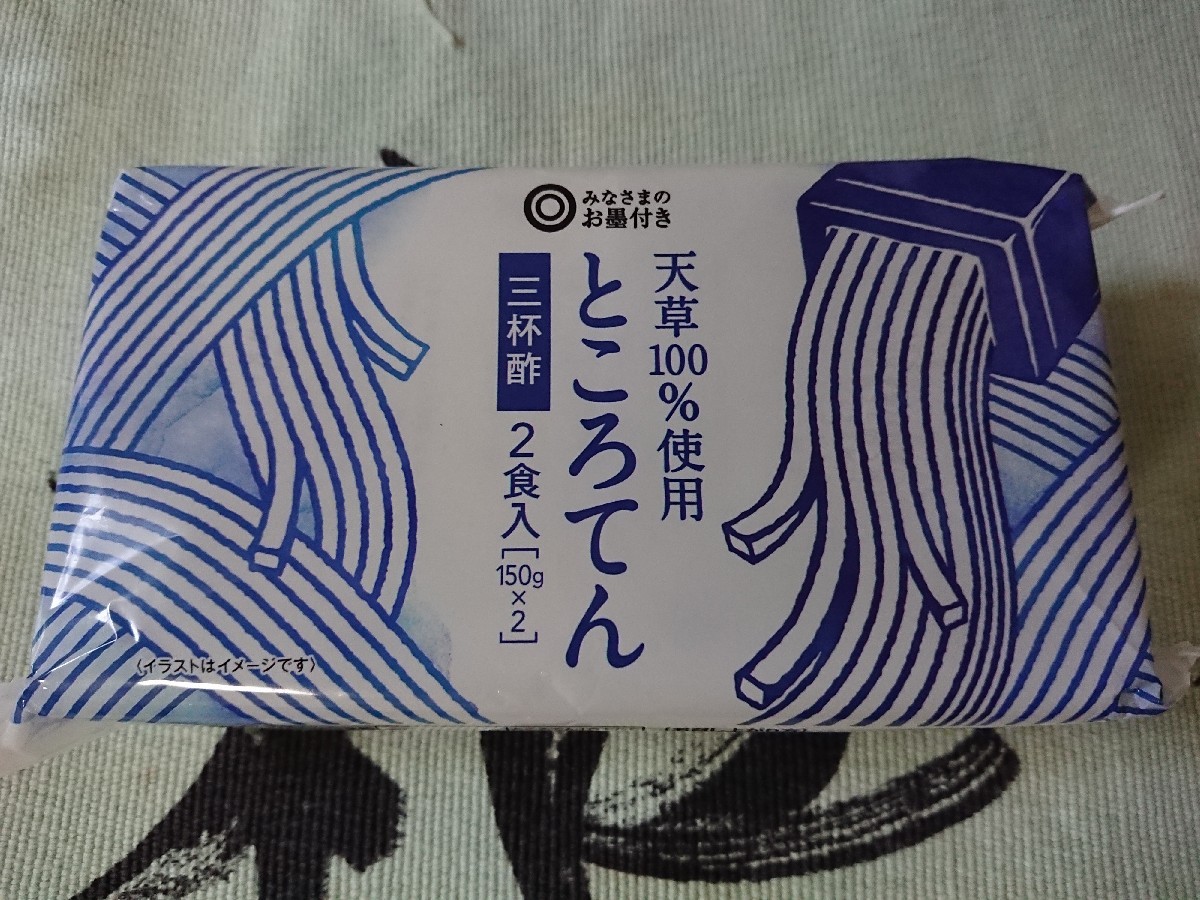 みなさまの
お墨付き
天草100%使用
ところてん
三杯酢
2食入[150g×2]
〈イラストはイメージです〉